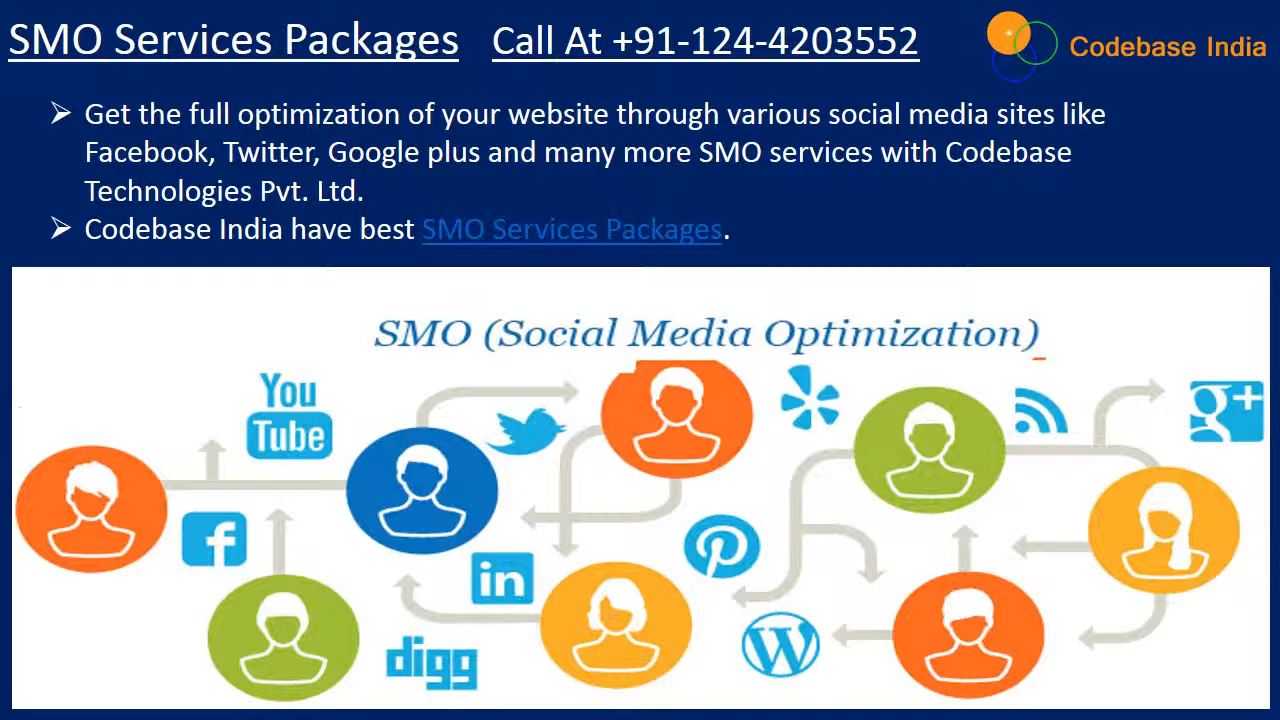 SMO Services Packages Call At +91-124-4203552
Codebase India
➢ Get the full optimization of your website through various social media sites like
Facebook, Twitter, Google plus and many more SMO services with Codebase
Technologies Pvt. Ltd.
➢ Codebase India have best SMO Services Packages.
SMO (Social Media Optimization)
You
Tube
f
in
digg
W
g+